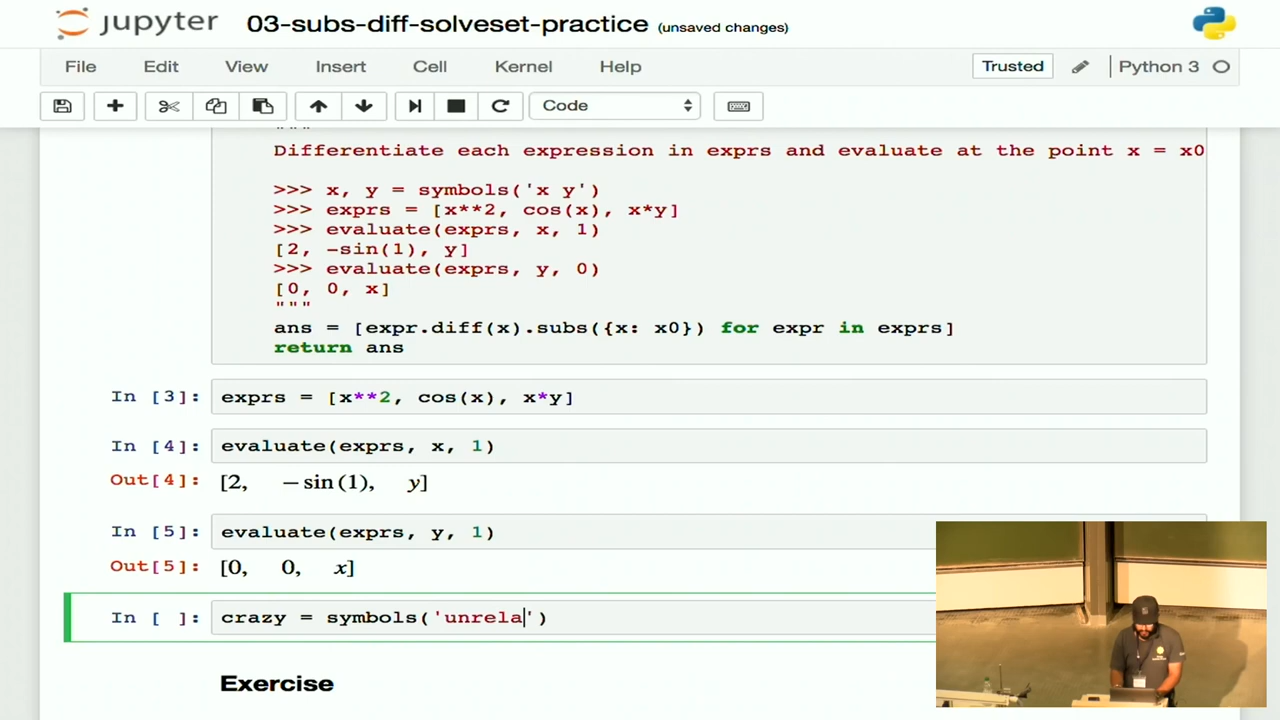 jupyter 03-subs-diff-solveset-practice (unsaved changes)
File Edit View Insert Cell Kernel Help Trusted Python 3
Code
"""
Differentiate each expression in exprs and evaluate at the point x = x0
>>> x, y = symbols('x y')
>>> exprs = [x**2, cos(x), x*y]
>>> evaluate(exprs, x, 1)
[2, -sin(1), y]
>>> evaluate(exprs, y, 0)
[0, 0, x]
"""
ans = [expr.diff(x).subs({x: x0}) for expr in exprs]
return ans
In [3]: exprs = [x**2, cos(x), x*y]
In [4]: evaluate(exprs, x, 1)
Out[4]: [2, −sin(1), y]
In [5]: evaluate(exprs, y, 1)
Out[5]: [0, 0, x]
In [ ]: crazy = symbols('unrela')
Exercise